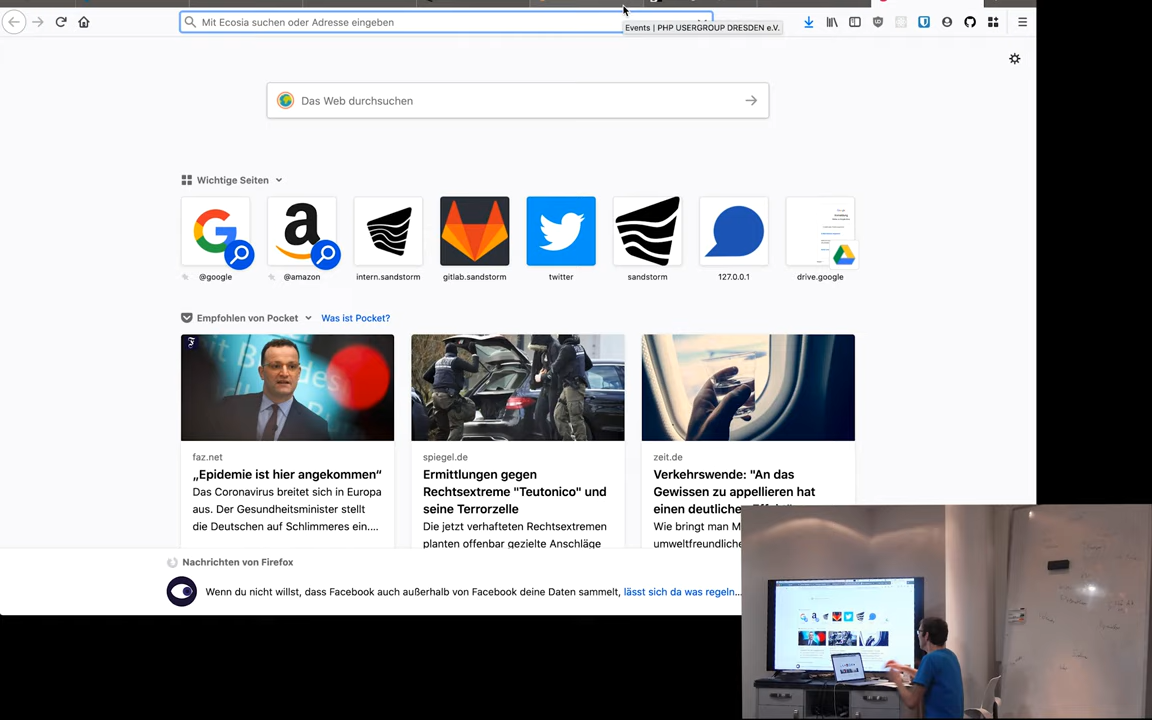 Mit Ecosia suchen oder Adresse eingeben
Events | PHP USERGROUP DRESDEN e.V.
Das Web durchsuchen
Wichtige Seiten
@google
@amazon
intern.sandstorm
gitlab.sandstorm
twitter
sandstorm
127.0.0.1
drive.google
Empfohlen von Pocket
Was ist Pocket?
faz.net
„Epidemie ist hier angekommen“
Das Coronavirus breitet sich in Europa
aus. Der Gesundheitsminister stellt
die Deutschen auf Schlimmeres ein....
spiegel.de
Ermittlungen gegen
Rechtsextreme "Teutonico" und
seine Terrorzelle
Die jetzt verhafteten Rechtsextremen
planten offenbar gezielte Anschläge
zeit.de
Verkehrswende: "An das
Gewissen zu appellieren hat
einen deutlichen
Wie bringt man M
umweltfreundliche
Nachrichten von Firefox
Wenn du nicht willst, dass Facebook auch außerhalb von Facebook deine Daten sammelt, lässt sich da was regeln...